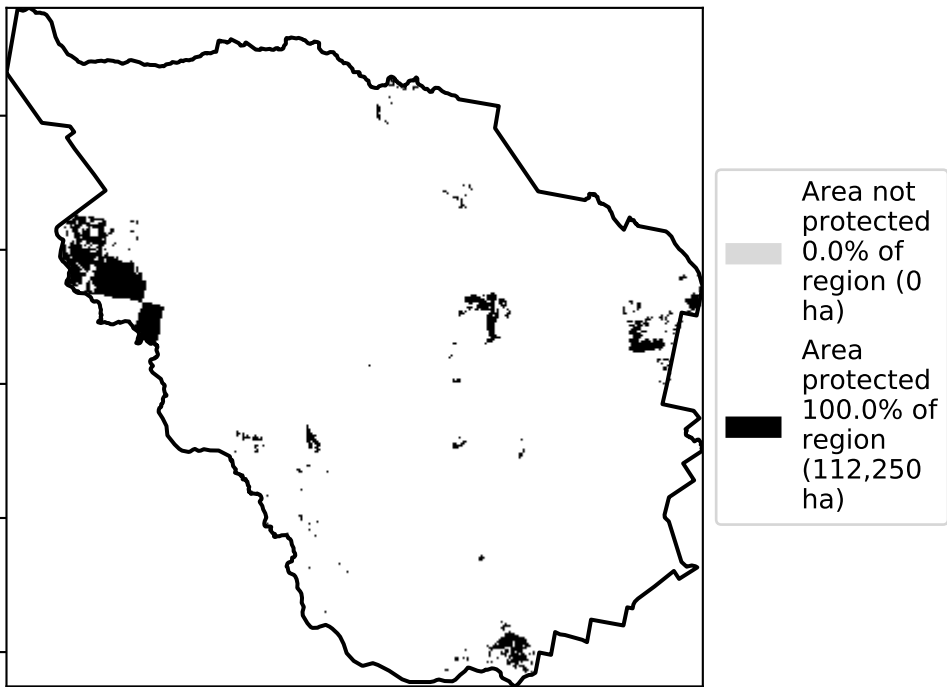 Area not
protected
0.0% of
region (0
ha)
Area
protected
100.0% of
region
(112,250
ha)